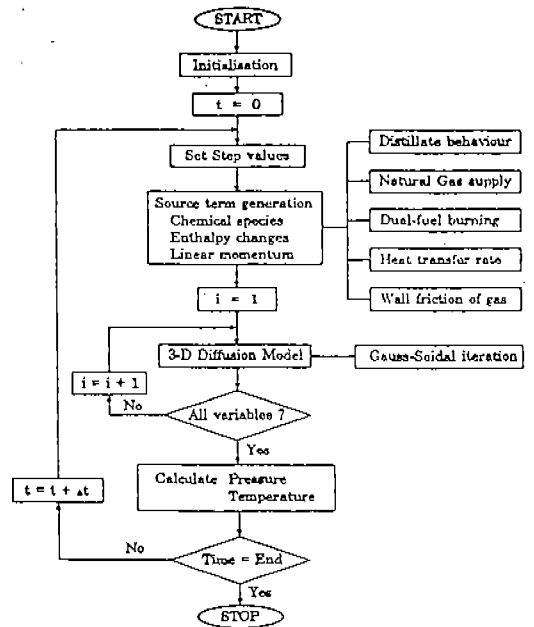 START
Initialisation
t = 0
Set Step values
Source term generation
Chemical species
Enthalpy changes
Linear momentum
Distillate behaviour
Natural Gas supply
Dual-fuel burning
Heat transfer rate
Wall friction of gas
i = 1
3-D Diffusion Model
Gauss-Seidal iteration
i = i + 1
No
All variables ?
Yes
Calculate Pressure
Temperature
t = t + Δt
No
Time = End
Yes
STOP